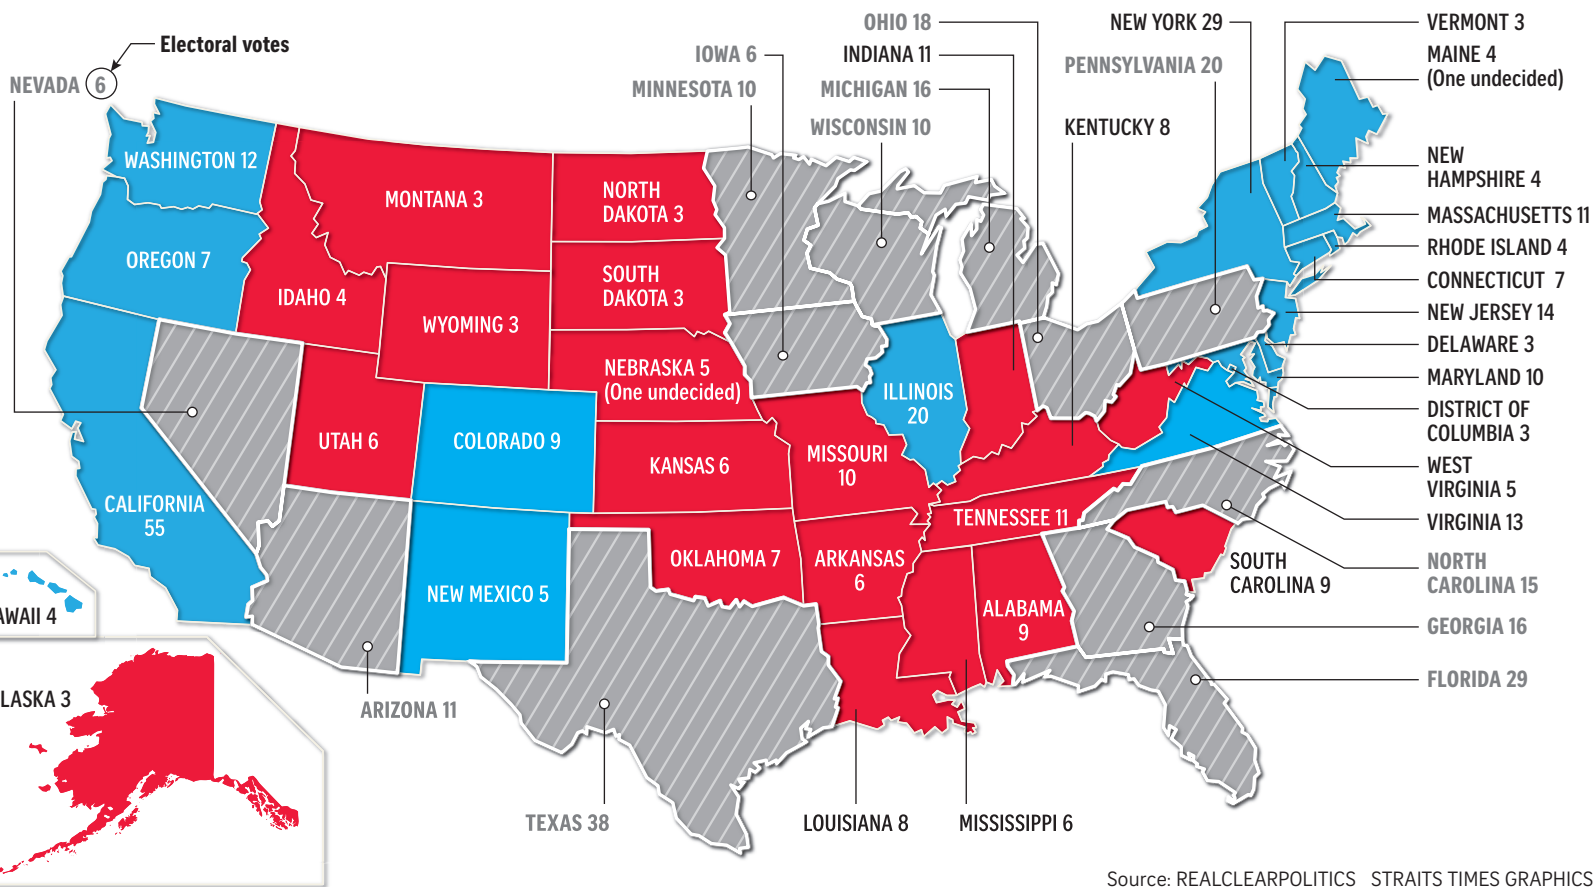 Electoral votes
NEVADA 6
OHIO 18
IOWA 6
INDIANA 11
MINNESOTA 10
MICHIGAN 16
WISCONSIN 10
NEW YORK 29
PENNSYLVANIA 20
KENTUCKY 8
VERMONT 3
MAINE 4
(One undecided)
NEW
HAMPSHIRE 4
MASSACHUSETTS 11
RHODE ISLAND 4
CONNECTICUT 7
NEW JERSEY 14
DELAWARE 3
MARYLAND 10
DISTRICT OF
COLUMBIA 3
WEST
VIRGINIA 5
VIRGINIA 13
NORTH
CAROLINA 15
GEORGIA 16
FLORIDA 29
WASHINGTON 12
OREGON 7
MONTANA 3
IDAHO 4
WYOMING 3
NORTH
DAKOTA 3
SOUTH
DAKOTA 3
NEBRASKA 5
(One undecided)
UTAH 6
COLORADO 9
KANSAS 6
MISSOURI
10
ILLINOIS
20
CALIFORNIA
55
NEW MEXICO 5
OKLAHOMA 7
ARKANSAS
6
TENNESSEE 11
ALABAMA
9
SOUTH
CAROLINA 9
AWAII 4
LASKA 3
ARIZONA 11
TEXAS 38
LOUISIANA 8
MISSISSIPPI 6
Source: REALCLEARPOLITICS STRAITS TIMES GRAPHICS